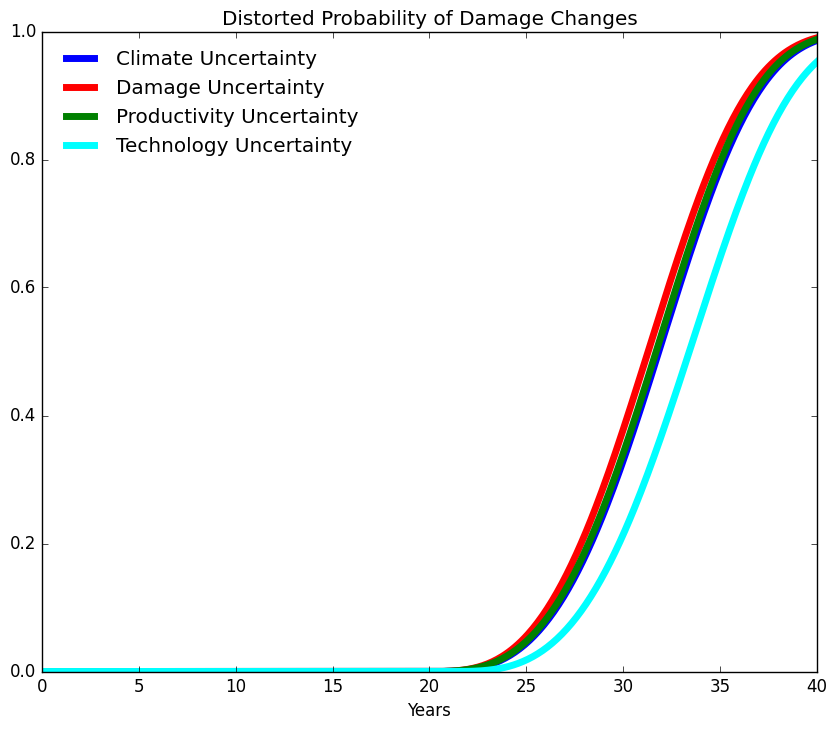 Distorted Probability of Damage Changes
1.0
Climate Uncertainty
Damage Uncertainty
Productivity Uncertainty
Technology Uncertainty
0.8
0.6
0.4
0.2
0.0
0 5 10 15 20 25 30 35 40
Years